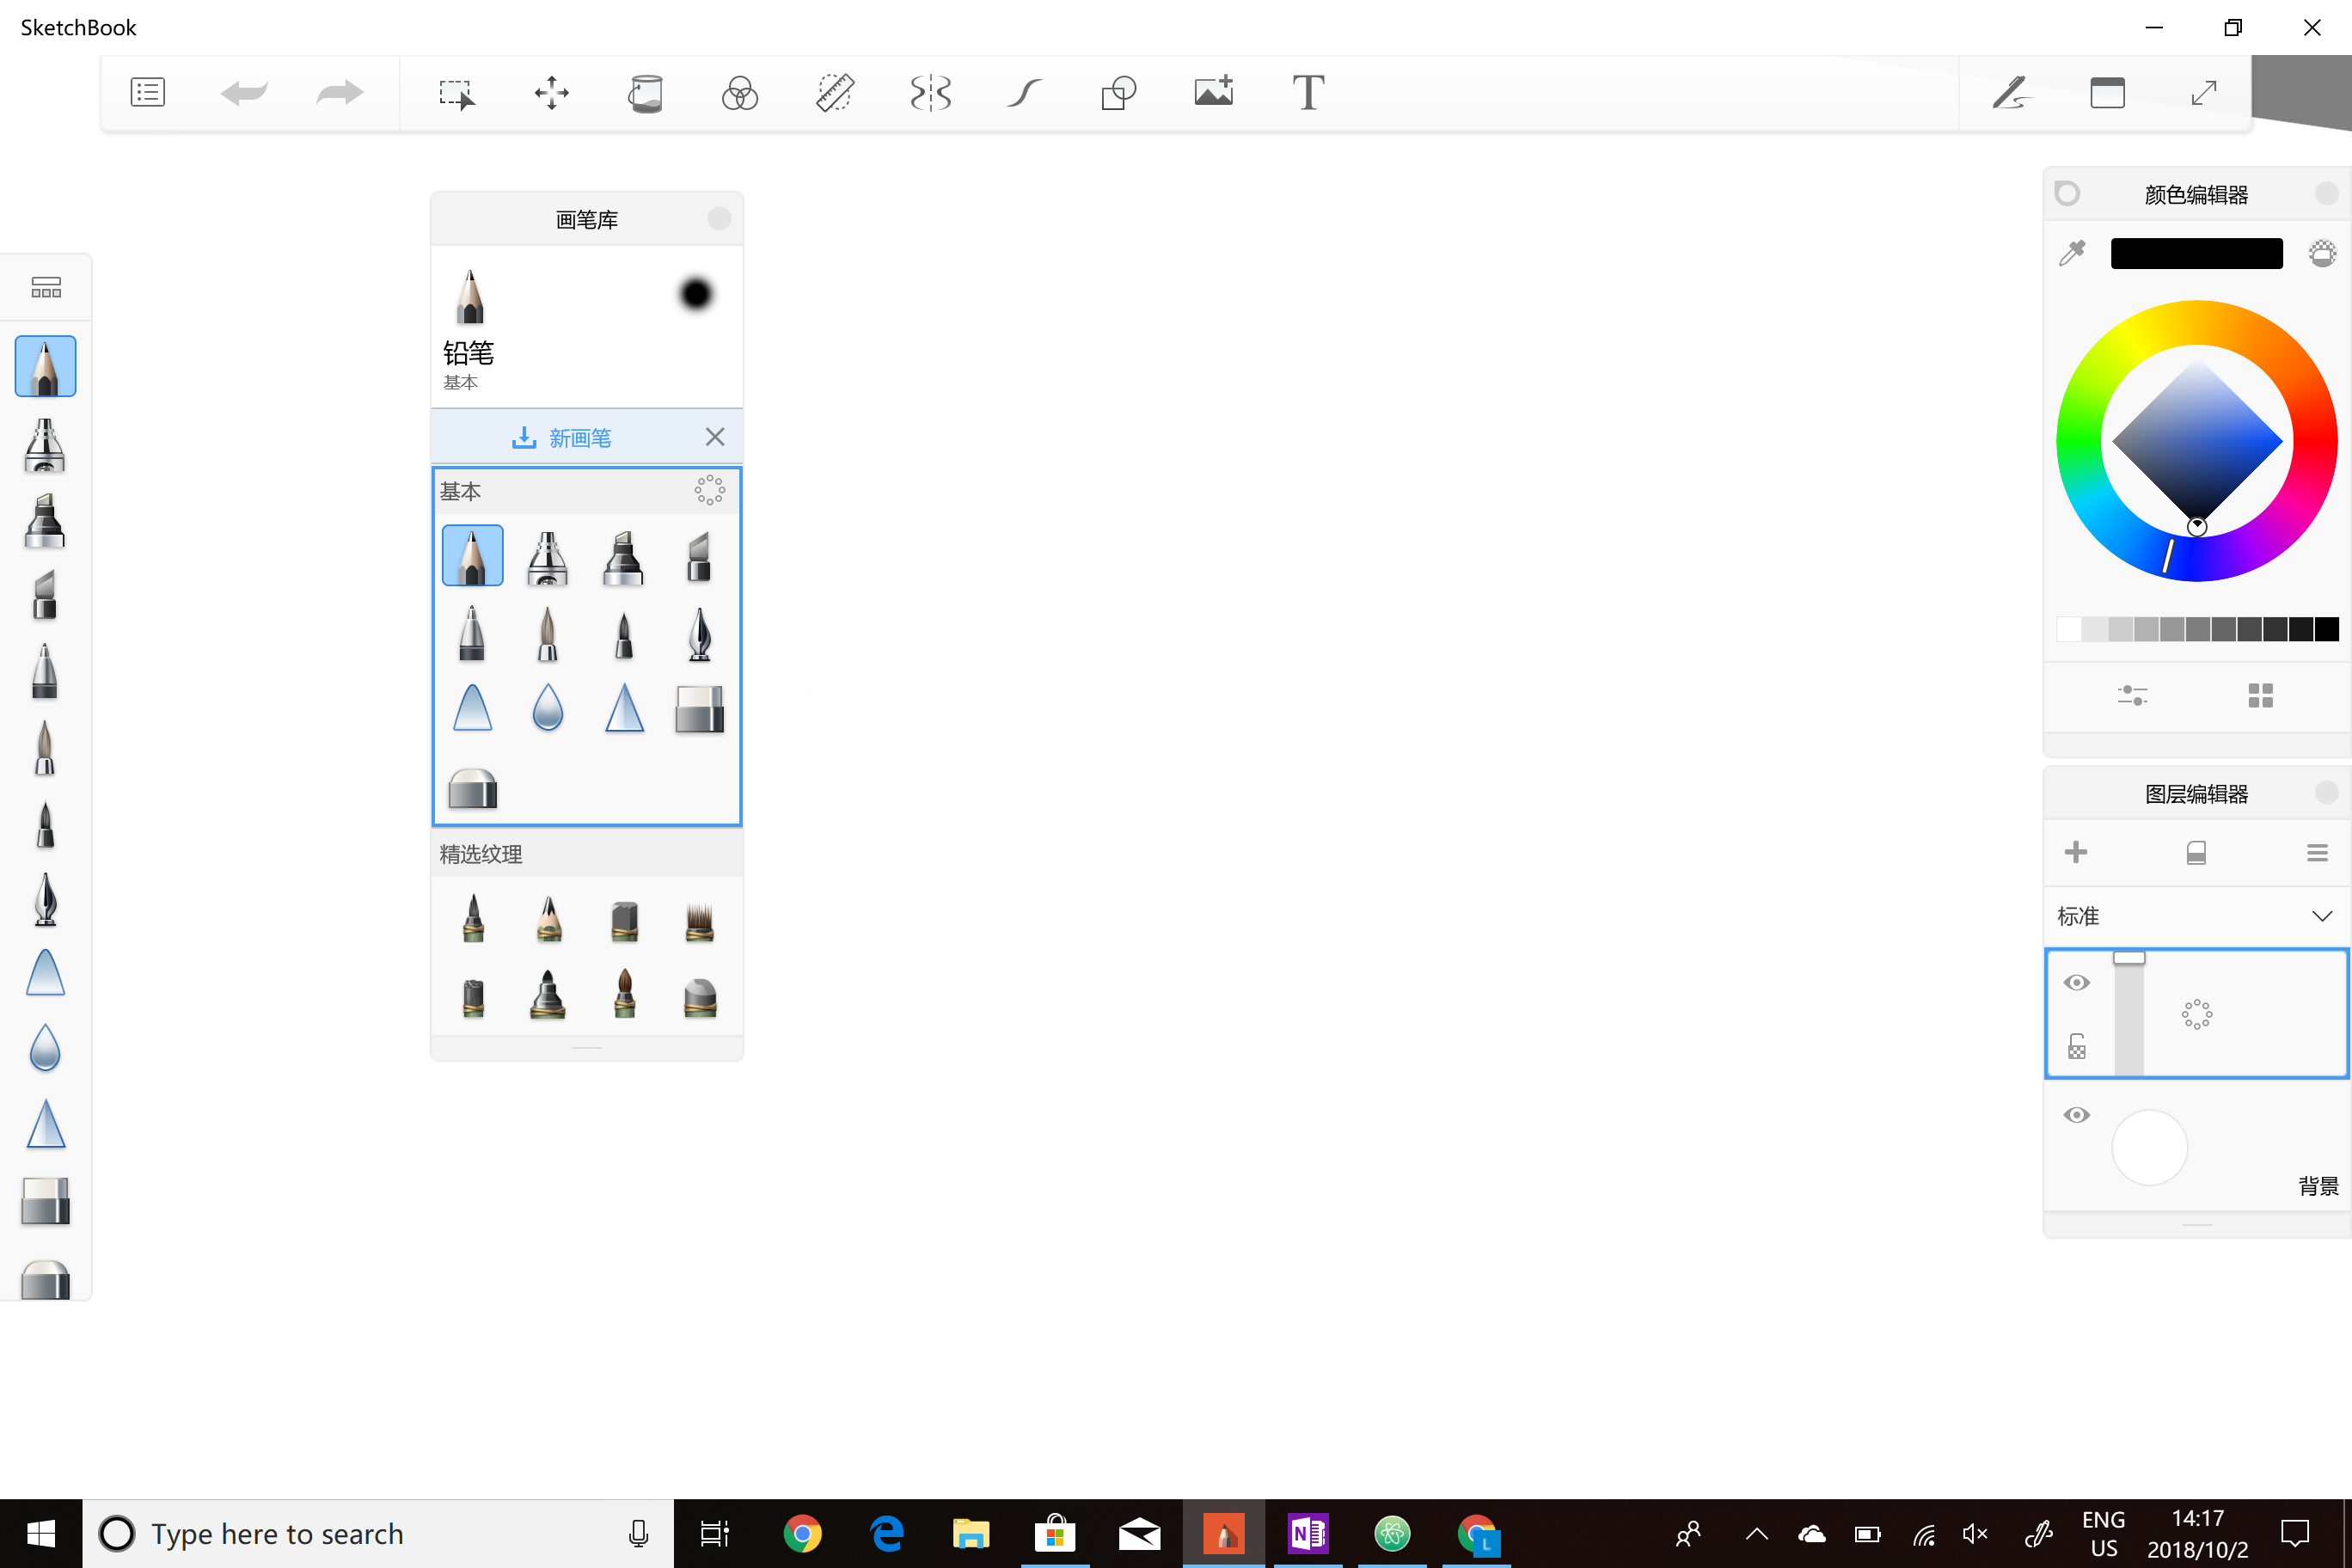 SketchBook
T
画笔库
铅笔
基本
新画笔
基本
精选纹理
颜色编辑器
图层编辑器
标准
背景
Type here to search
N
L
ENG
US
14:17
2018/10/2